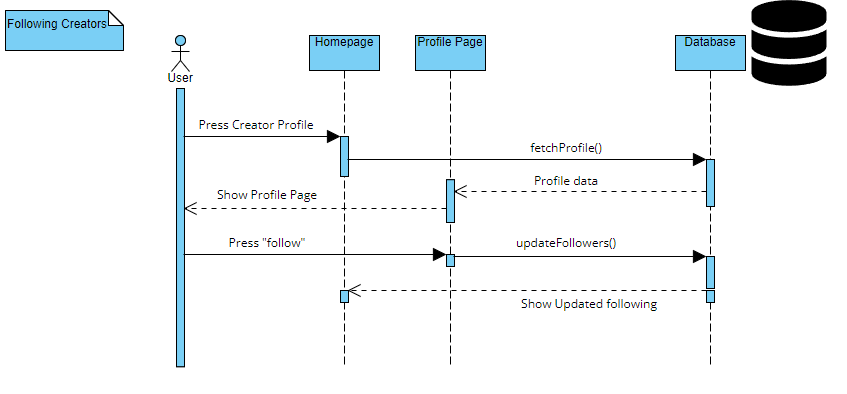 Following Creators
User
Homepage
Profile Page
Database
Press Creator Profile
fetchProfile()
Profile data
Show Profile Page
Press "follow"
updateFollowers()
Show Updated following